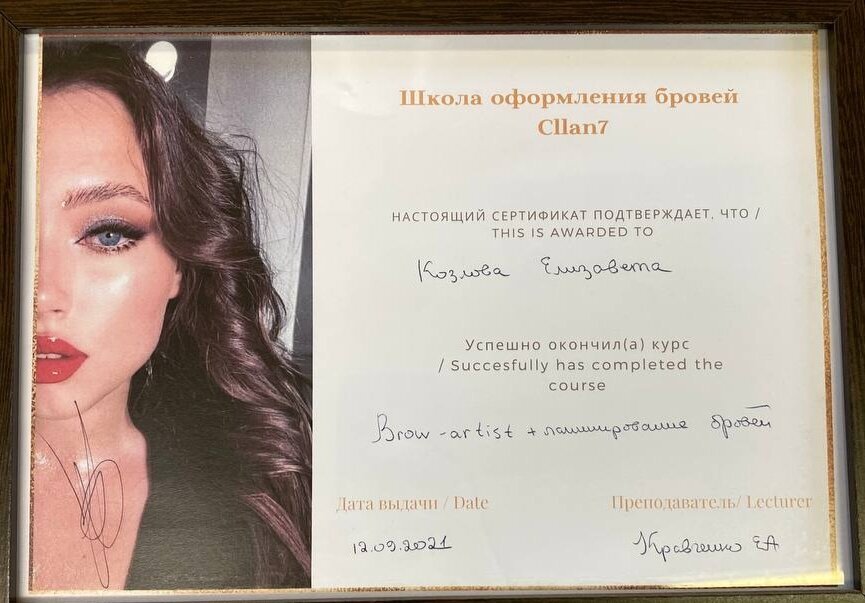 Школа оформления бровей
Cllan7
НАСТОЯЩИЙ СЕРТИФИКАТ ПОДТВЕРЖДАЕТ, ЧТО /
THIS IS AWARDED TO
Козлова Елизавета
Успешно окончил(а) курс
/ Succesfully has completed the
course
Brow-artist + ламинирование бровей
Дата выдачи / Date
Преподаватель/ Lecturer
12.09.2021
Кравченко ЕА